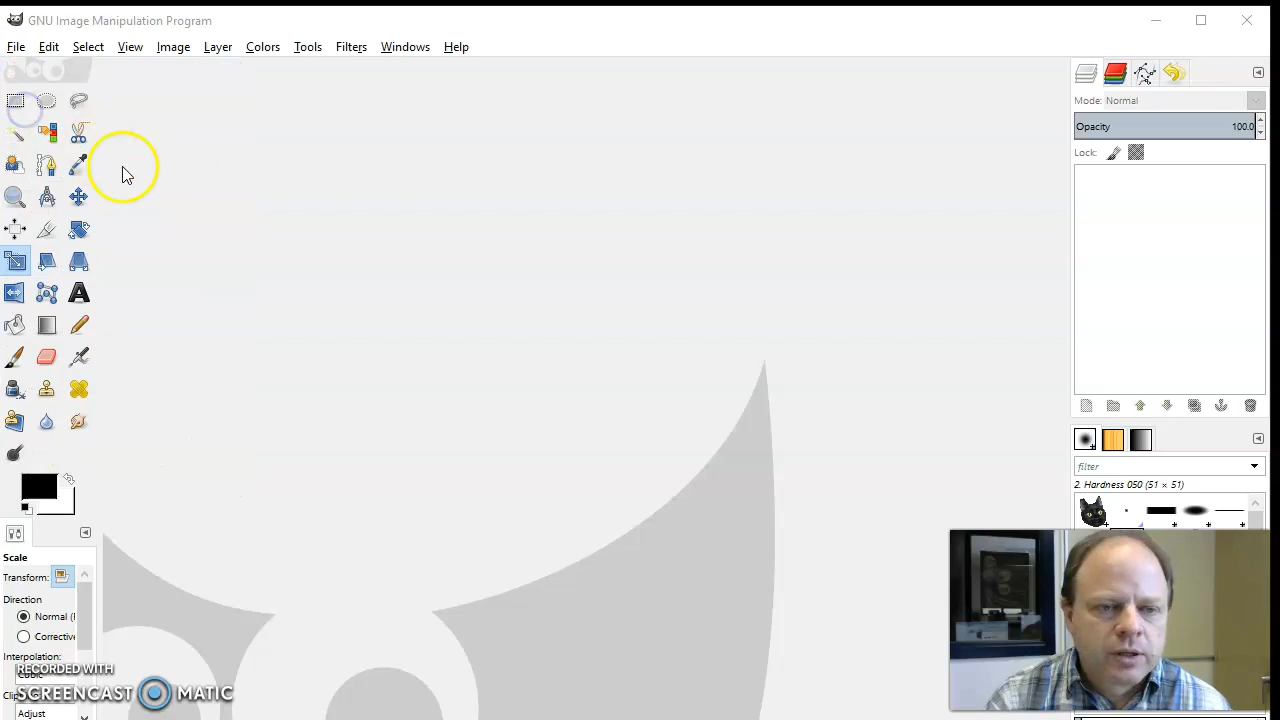 GNU Image Manipulation Program
File Edit Select View Image Layer Colors Tools Filters Windows Help
Mode: Normal
Opacity 100.0
Lock:
filter
2. Hardness 050 (51 × 51)
Scale
Transform:
Direction
Normal (
Corrective
Interpolation:
Cubic
Adjust
RECORDED WITH
SCREENCAST MATIC